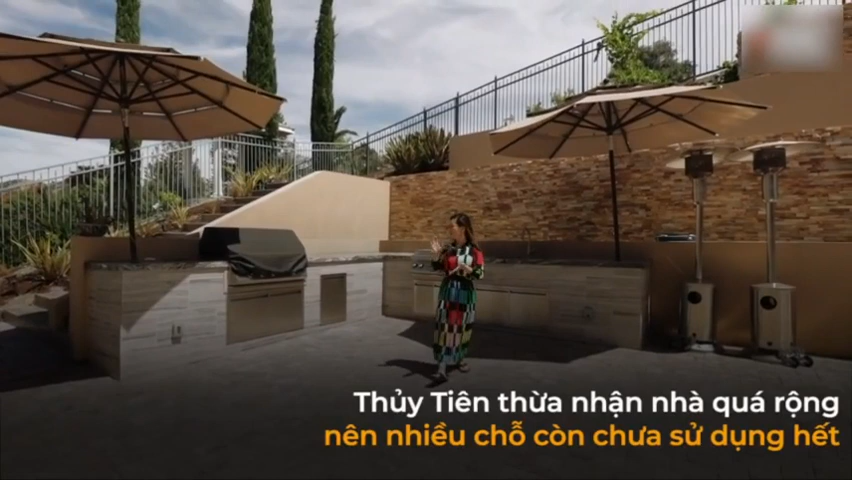 Thủy Tiên thừa nhận nhà quá rộng
nên nhiều chỗ còn chưa sử dụng hết